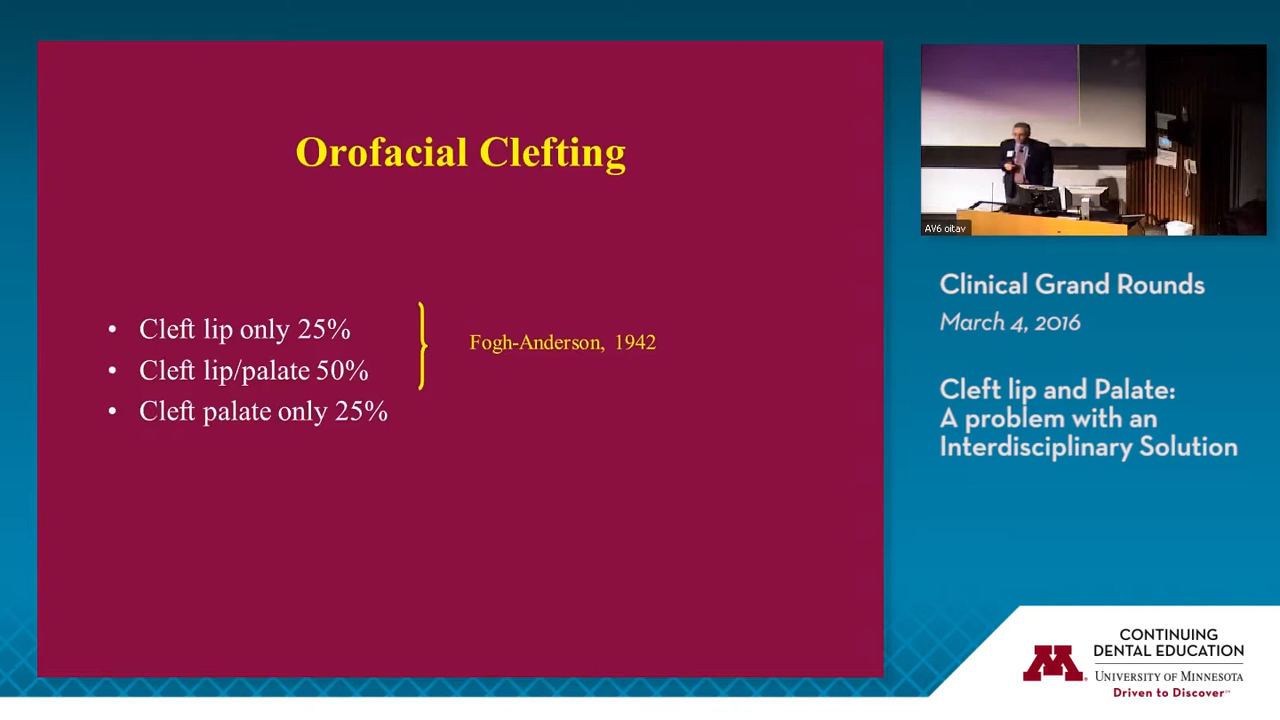 Orofacial Clefting
• Cleft lip only 25%
• Cleft lip/palate 50%
• Cleft palate only 25%
Fogh-Anderson, 1942
AV6 oitav
Clinical Grand Rounds
March 4, 2016
Cleft lip and Palate:
A problem with an
Interdisciplinary Solution
M
CONTINUING
DENTAL EDUCATION
UNIVERSITY OF MINNESOTA
Driven to Discover℠